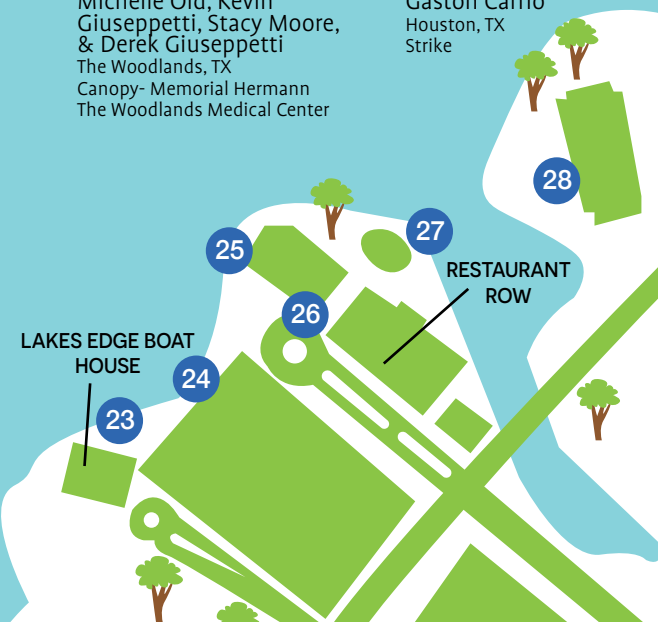 Michelle Old, Kevin
Giuseppetti, Stacy Moore,
& Derek Giuseppetti
The Woodlands, TX
Canopy- Memorial Hermann
The Woodlands Medical Center
Gaston Carrio
Houston, TX
Strike
28
27
25
RESTAURANT
ROW
26
LAKES EDGE BOAT
HOUSE
24
23